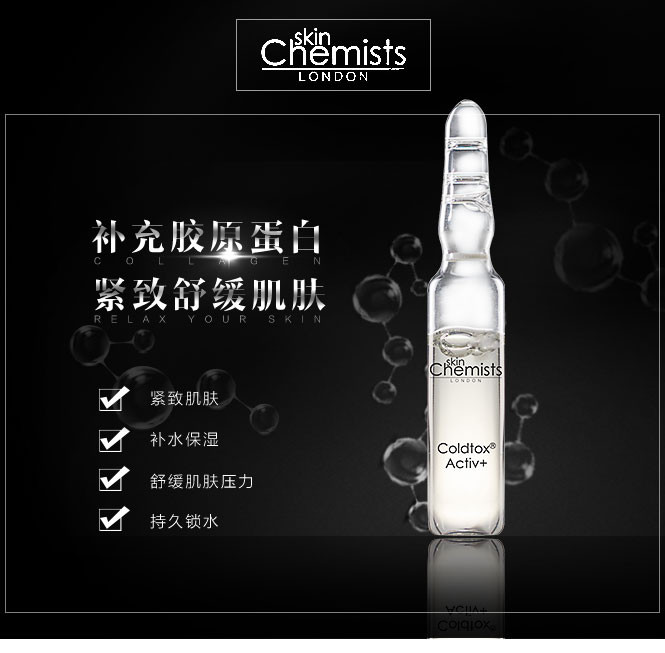 skin
Chemists
LONDON
补充胶原蛋白
COLLAGEN
紧致舒缓肌肤
RELAX YOUR SKIN
紧致肌肤
补水保湿
舒缓肌肤压力
持久锁水
skin
Chemists
LONDON
Coldtox®
Activ+